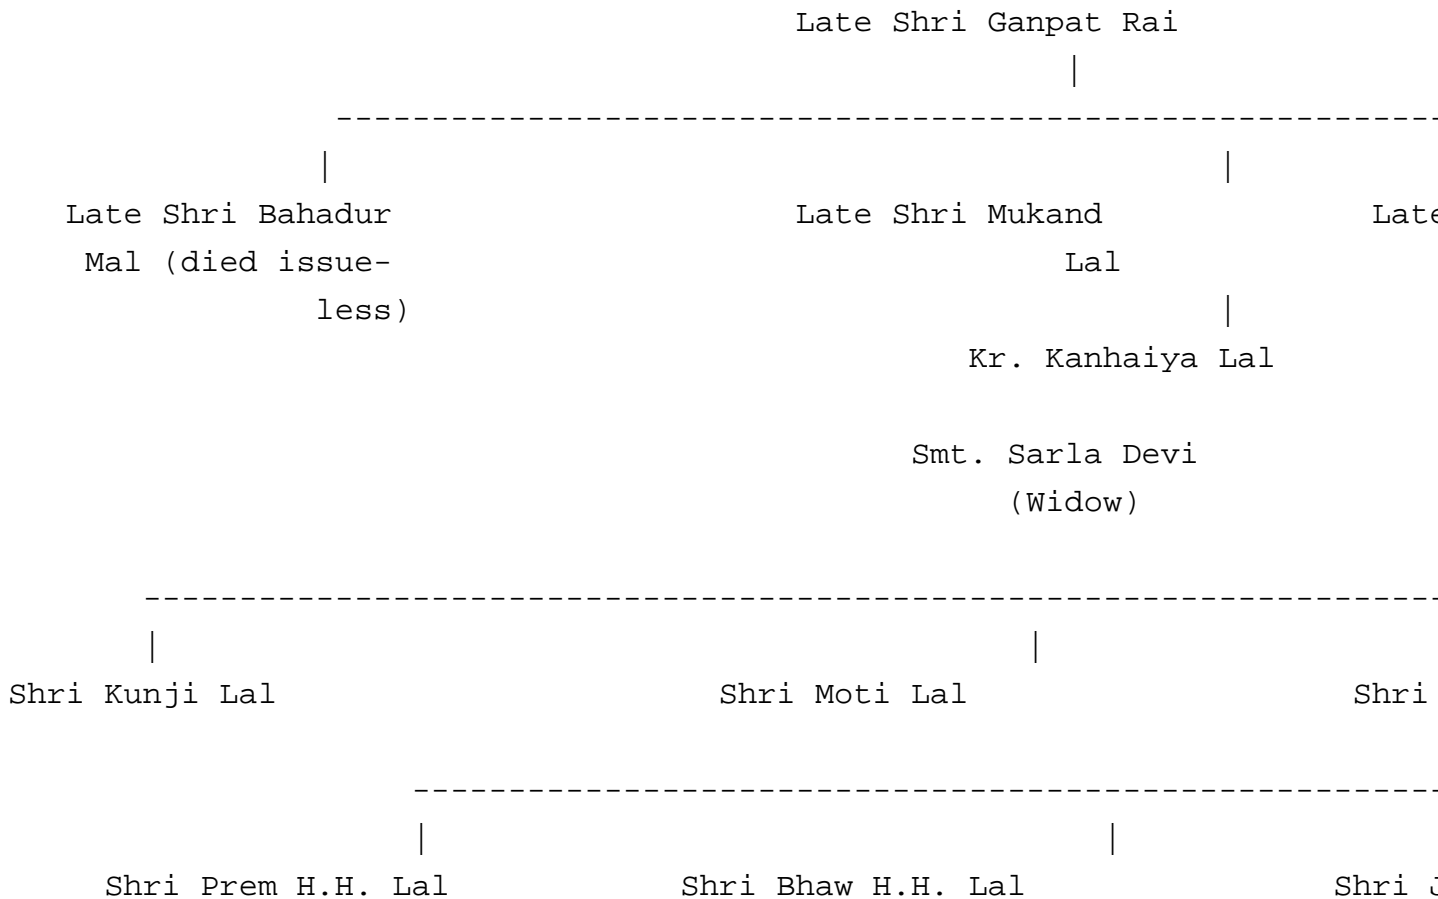 Late Shri Ganpat Rai
|
----------------------------------------------------------
| |
Late Shri Bahadur Late Shri Mukand Late
Mal (died issue- Lal
less) |
Kr. Kanhaiya Lal
Smt. Sarla Devi
(Widow)
--------------------------------------------------------------------
| |
Shri Kunji Lal Shri Moti Lal Shri
------------------------------------------------------
| |
Shri Prem H.H. Lal Shri Bhaw H.H. Lal Shri J